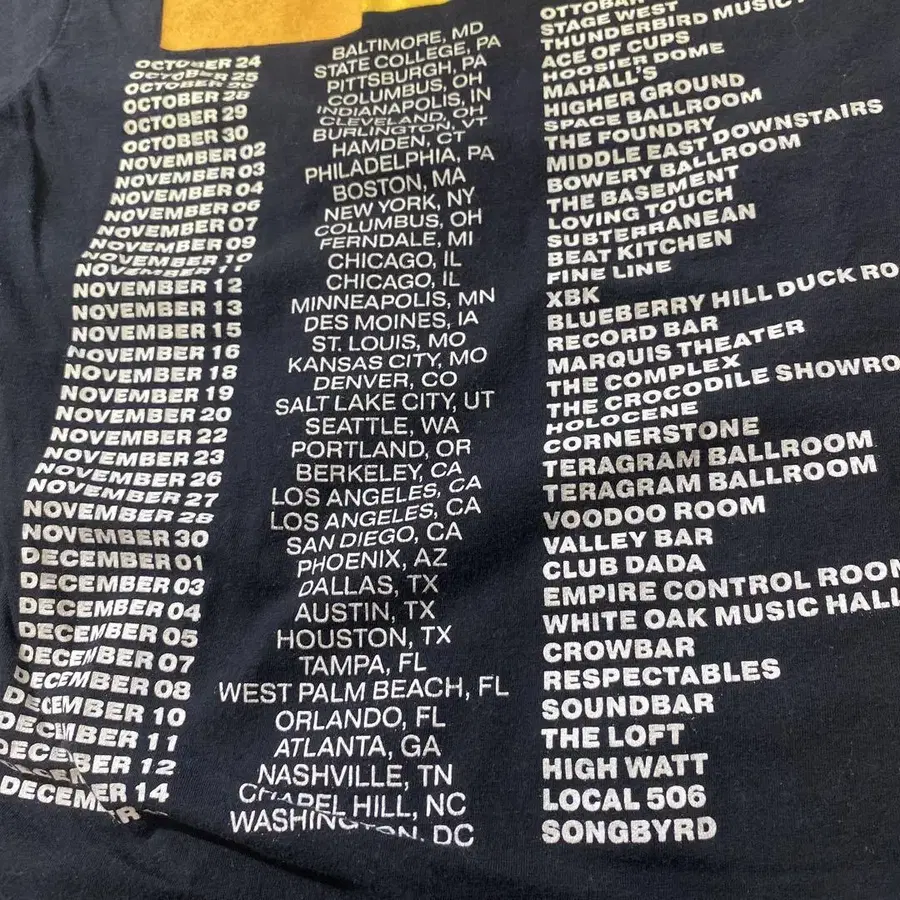 OCTOBER 24
OCTOBER 25
OCTOBER
OCTOBER 28
OCTOBER 29
OCTOBER 30
NOVEMBER 02
NOVEMBER 03
NOVEMBER 04
NOVEMBER 06
NOVEMBER 07
NOVEMBER 09
NOVEMBER 10
NOVEMBER 11
NOVEMBER 12
NOVEMBER 13
NOVEMBER 15
NOVEMBER 16
NOVEMBER 18
NOVEMBER 19
NOVEMBER 20
NOVEMBER 22
NOVEMBER 23
NOVEMBER 26
NOVEMBER 27
NOVEMBER 28
NOVEMBER 30
DECEMBER 01
DECEMBER 03
DECEMBER 04
DECEMBER 05
DECEMBER 07
DECEMBER 08
DECEMBER 10
DECEMBER 11
DECEMBER 12
DECEMBER 14
BALTIMORE, MD
STATE COLLEGE, PA
PITTSBURGH, PA
COLUMBUS, OH
INDIANAPOLIS, IN
CLEVELAND, OH
BURLINGTON, VT
HAMDEN, CT
PHILADELPHIA, PA
BOSTON, MA
NEW YORK, NY
COLUMBUS, OH
FERNDALE, MI
CHICAGO, IL
CHICAGO, IL
MINNEAPOLIS, MN
DES MOINES, IA
ST. LOUIS, MO
KANSAS CITY, MO
DENVER, CO
SALT LAKE CITY, UT
SEATTLE, WA
PORTLAND, OR
BERKELEY, CA
LOS ANGELES, CA
LOS ANGELES, CA
SAN DIEGO, CA
PHOENIX, AZ
DALLAS, TX
AUSTIN, TX
HOUSTON, TX
TAMPA, FL
WEST PALM BEACH, FL
ORLANDO, FL
ATLANTA, GA
NASHVILLE, TN
CHAPEL HILL, NC
WASHINGTON, DC
OTTOBAR
STAGE WEST
THUNDERBIRD MUSIC
ACE OF CUPS
HOOSIER DOME
MAHALL'S
HIGHER GROUND
SPACE BALLROOM
THE FOUNDRY
MIDDLE EAST DOWNSTAIRS
BOWERY BALLROOM
THE BASEMENT
LOVING TOUCH
SUBTERRANEAN
BEAT KITCHEN
FINE LINE
XBK
BLUEBERRY HILL DUCK RO
RECORD BAR
MARQUIS THEATER
THE COMPLEX
THE CROCODILE SHOWRO
HOLOCENE
CORNERSTONE
TERAGRAM BALLROOM
TERAGRAM BALLROOM
VOODOO ROOM
VALLEY BAR
CLUB DADA
EMPIRE CONTROL ROOM
WHITE OAK MUSIC HALL
CROWBAR
RESPECTABLES
SOUNDBAR
THE LOFT
HIGH WATT
LOCAL 506
SONGBYRD